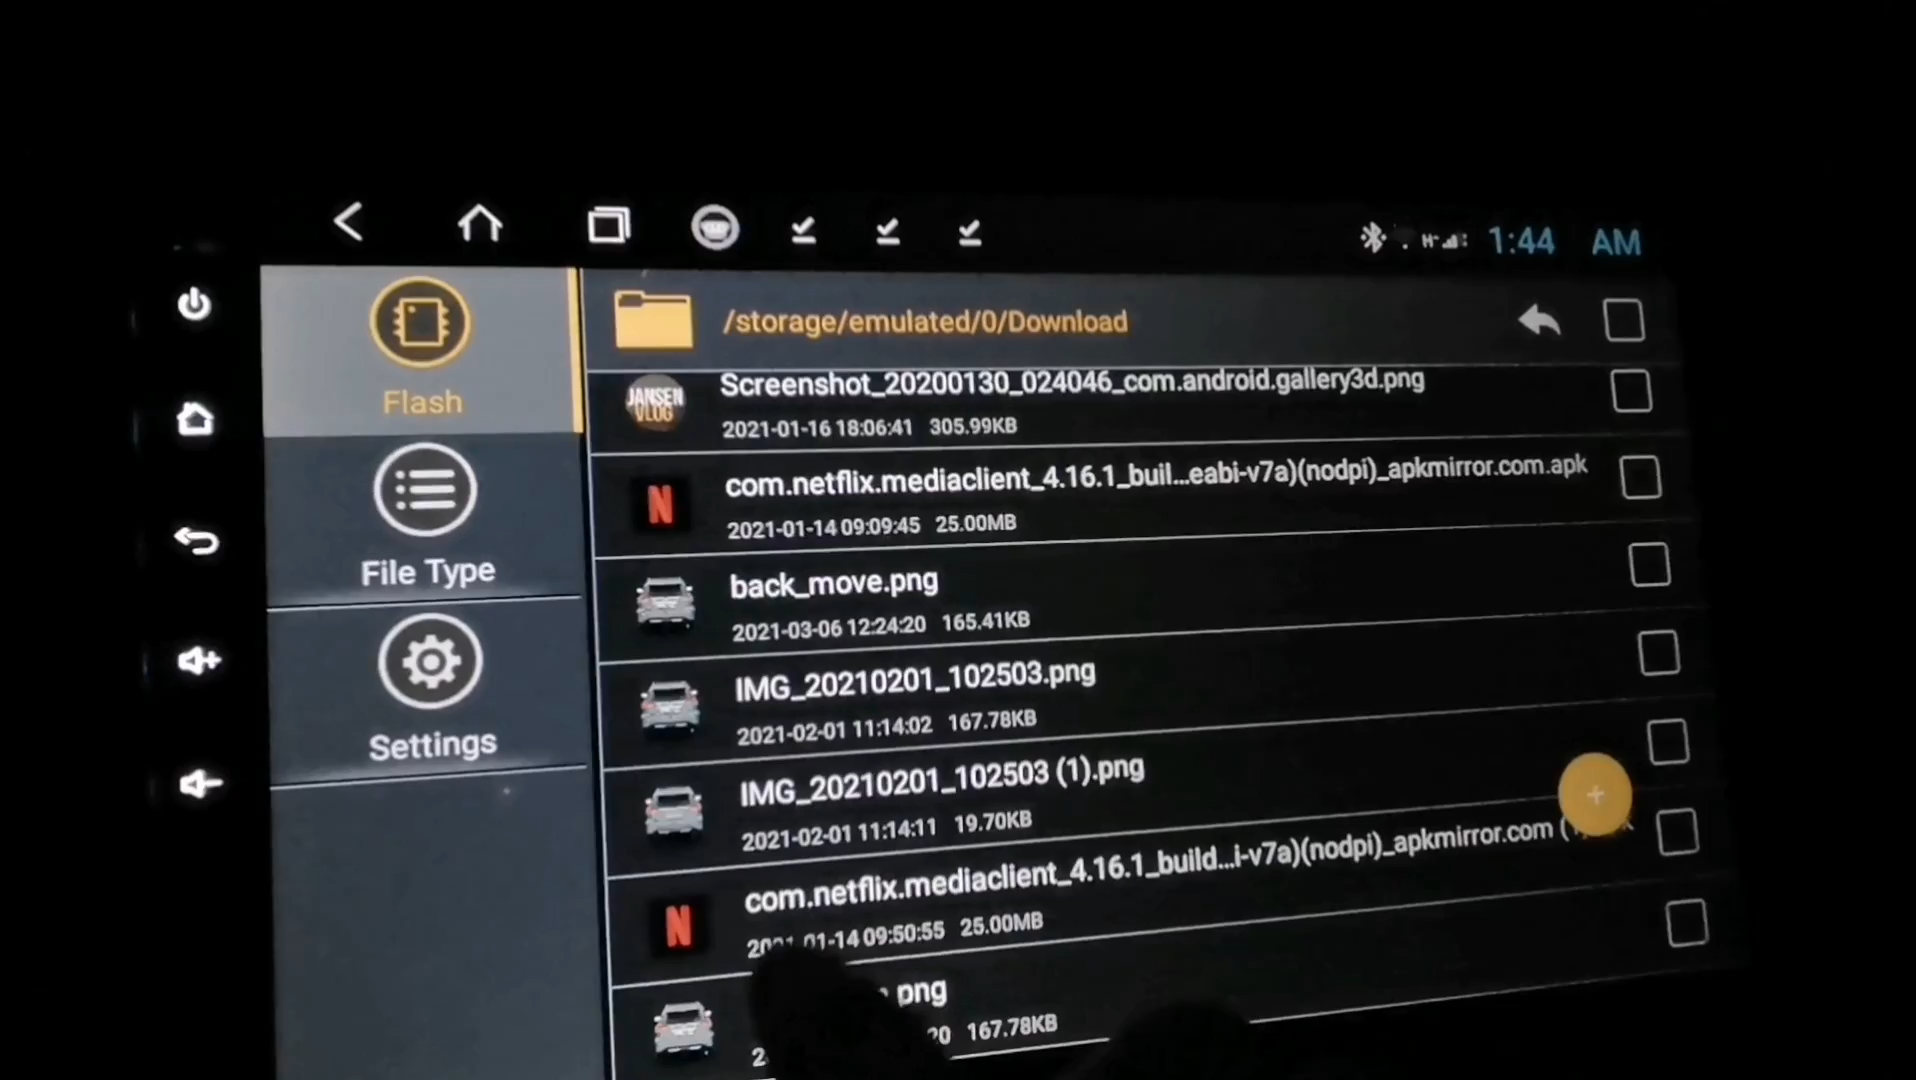 1:44 AM
/storage/emulated/0/Download
Flash
File Type
Settings
JANSEN
VLOG
Screenshot_20200130_024046_com.android.gallery3d.png
2021-01-16 18:06:41 305.99KB
N
com.netflix.mediaclient_4.16.1_buil...eabi-v7a)(nodpi)_apkmirror.com.apk
2021-01-14 09:09:45 25.00MB
back_move.png
2021-03-06 12:24:20 165.41KB
IMG_20210201_102503.png
2021-02-01 11:14:02 167.78KB
IMG_20210201_102503 (1).png
2021-02-01 11:14:11 19.70KB
N
com.netflix.mediaclient_4.16.1_build...i-v7a)(nodpi)_apkmirror.com
01-14 09:50:55 25.00MB
png
167.78KB